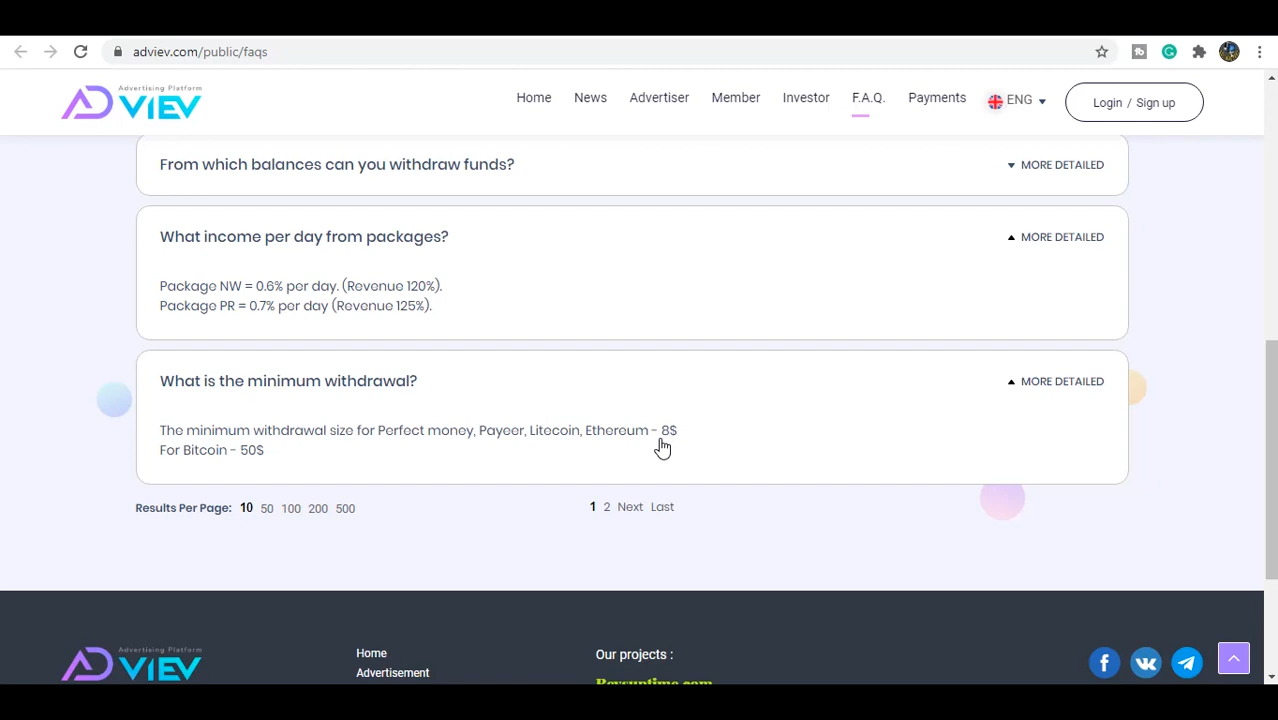 adviev.com/public/faqs
Advertising Platform
ADVIEV
Home News Advertiser Member Investor F.A.Q. Payments ENG Login / Sign up
From which balances can you withdraw funds? MORE DETAILED
What income per day from packages? MORE DETAILED
Package NW = 0.6% per day. (Revenue 120%).
Package PR = 0.7% per day (Revenue 125%).
What is the minimum withdrawal? MORE DETAILED
The minimum withdrawal size for Perfect money, Payeer, Litecoin, Ethereum - 8$
For Bitcoin - 50$
Results Per Page: 10 50 100 200 500 1 2 Next Last
Advertising Platform
ADVIEV
Home
Advertisement
Our projects :
Revsuptime.com